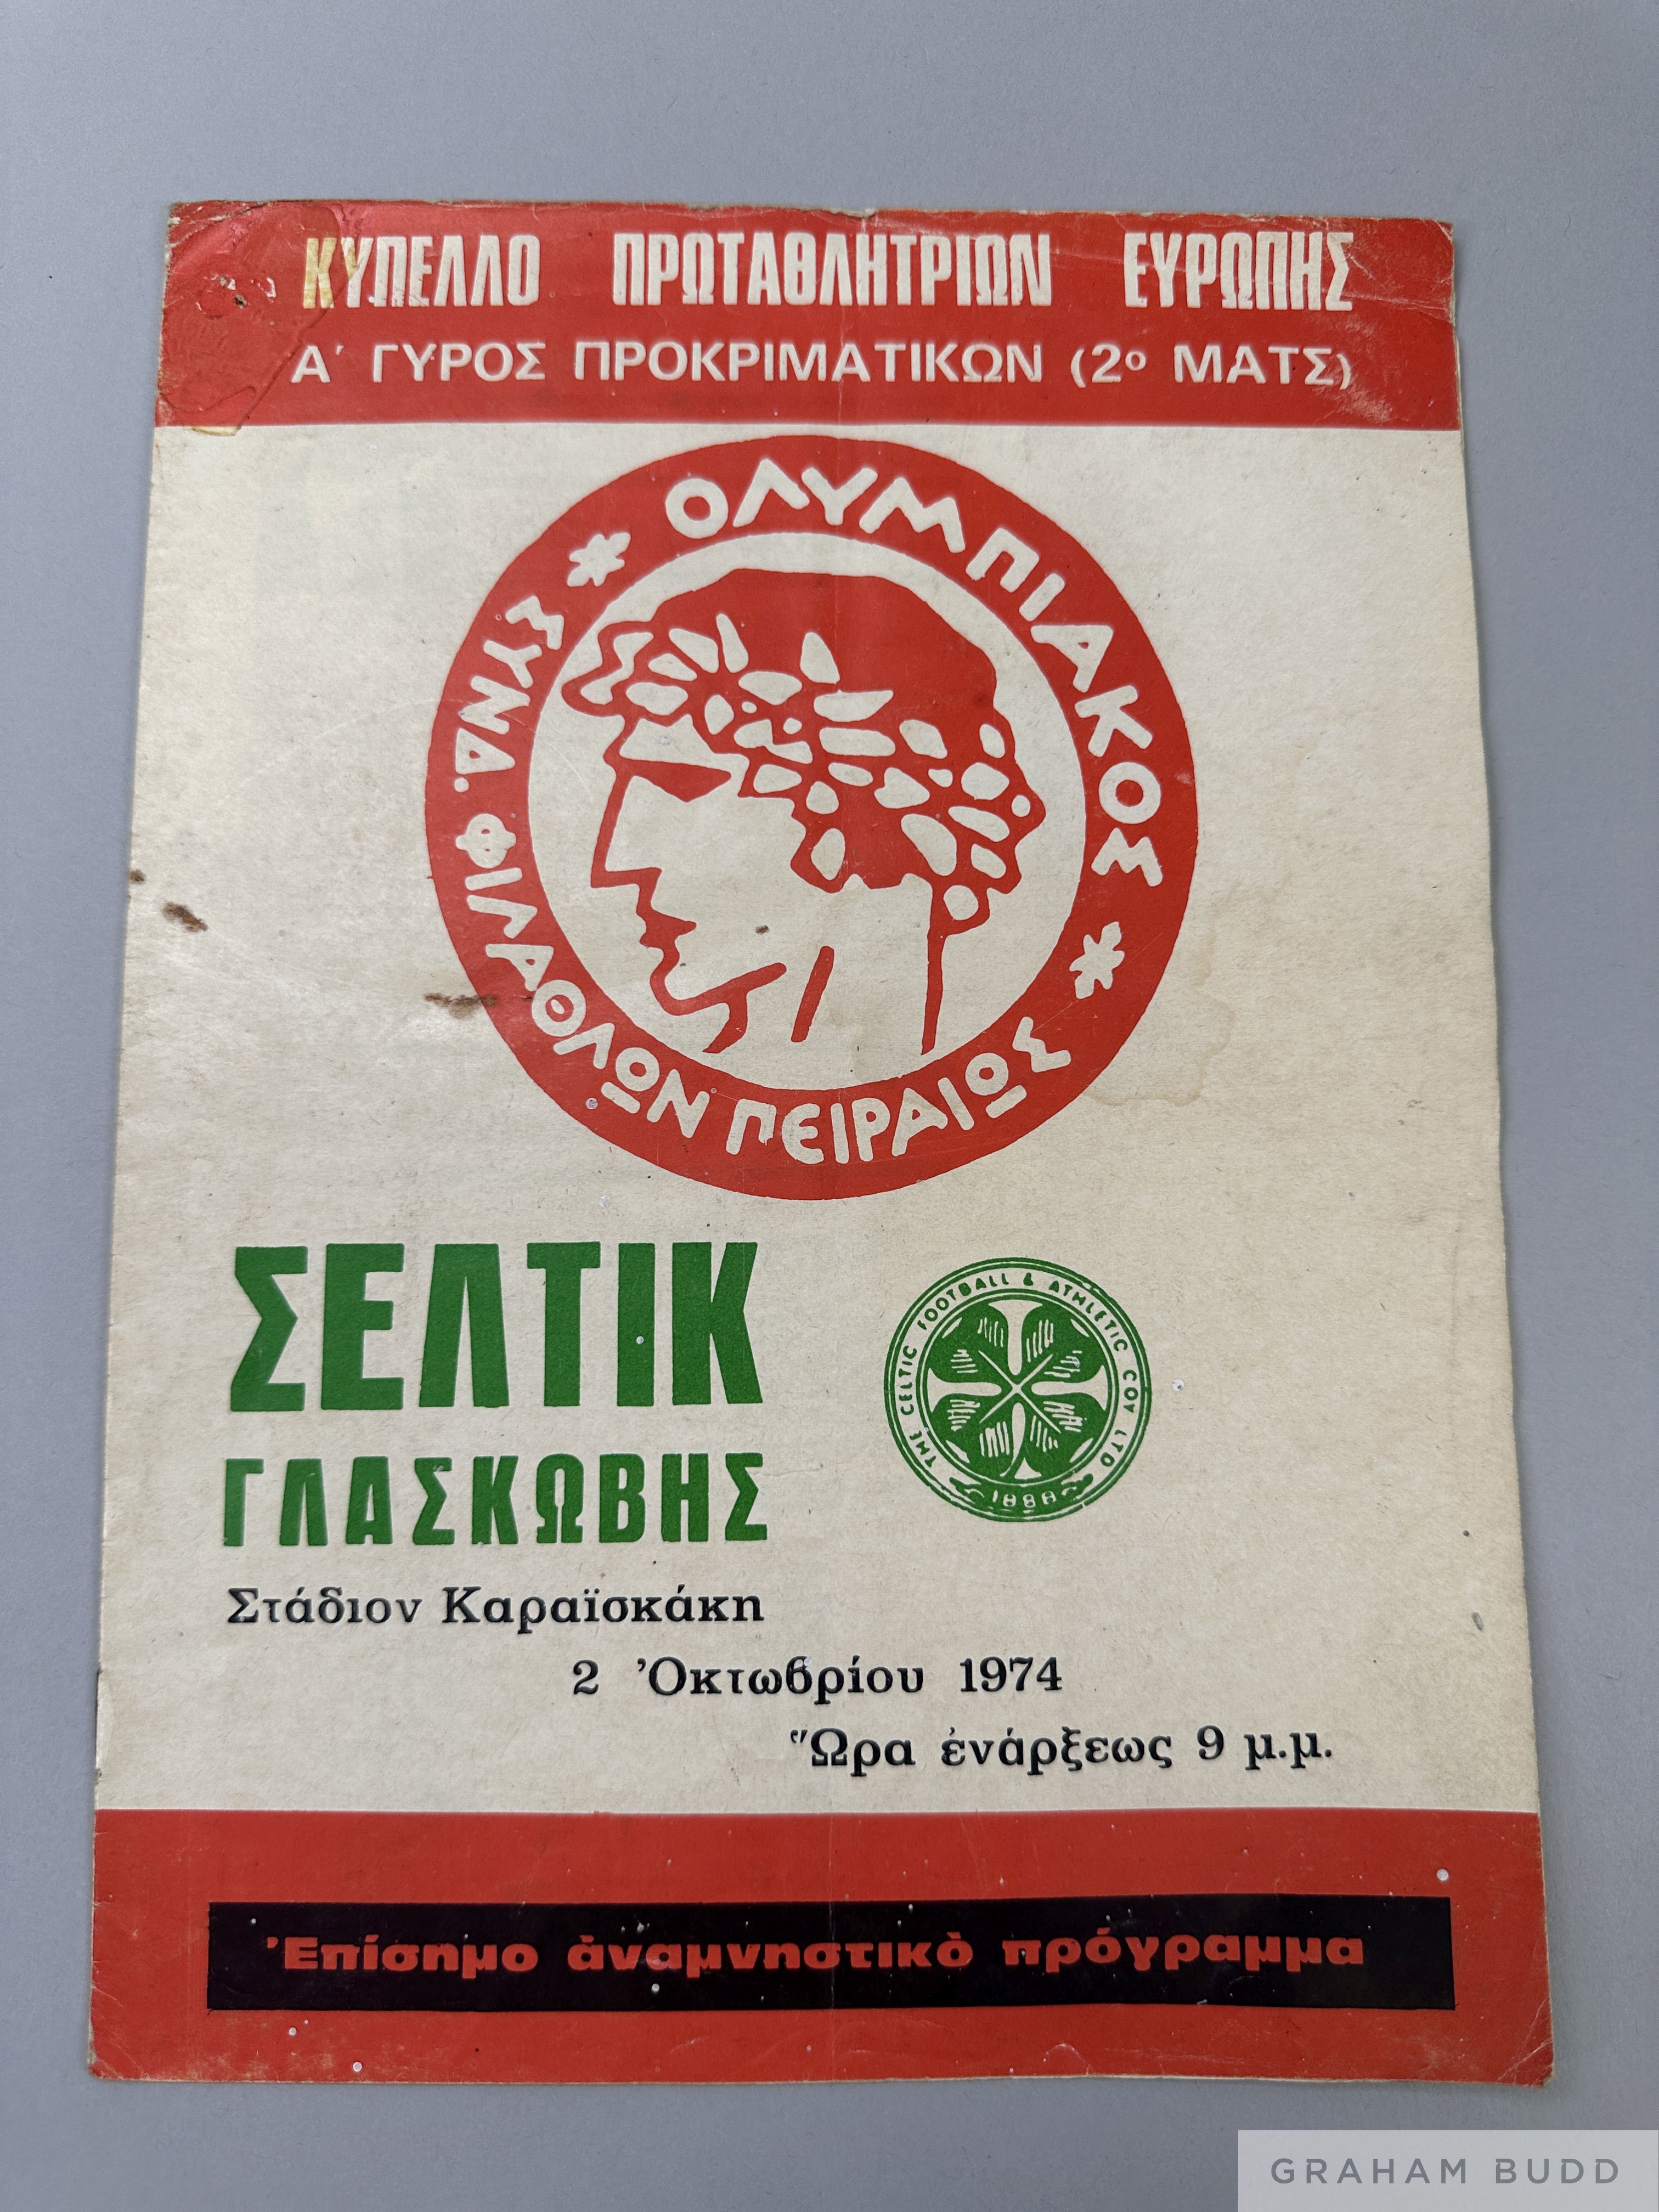 ΚΥΠΕΛΛΟ ΠΡΩΤΑΘΛΗΤΡΙΩΝ ΕΥΡΩΠΗΣ
Α' ΓΥΡΟΣ ΠΡΟΚΡΙΜΑΤΙΚΩΝ (2ο ΜΑΤΣ)
ΟΛΥΜΠΙΑΚΟΣ
ΣΥΝΔ. ΦΙΛΑΘΛΩΝ ΠΕΙΡΑΙΩΣ
ΣΕΛΤΙΚ
ΓΛΑΣΚΩΒΗΣ
THE CELTIC FOOTBALL & ATHLETIC COY LTD
1888
Στάδιον Καραϊσκάκη
2 Ὀκτωβρίου 1974
Ὥρα ἐνάρξεως 9 μ.μ.
Ἐπίσημο ἀναμνηστικὸ πρόγραμμα
GRAHAM BUDD